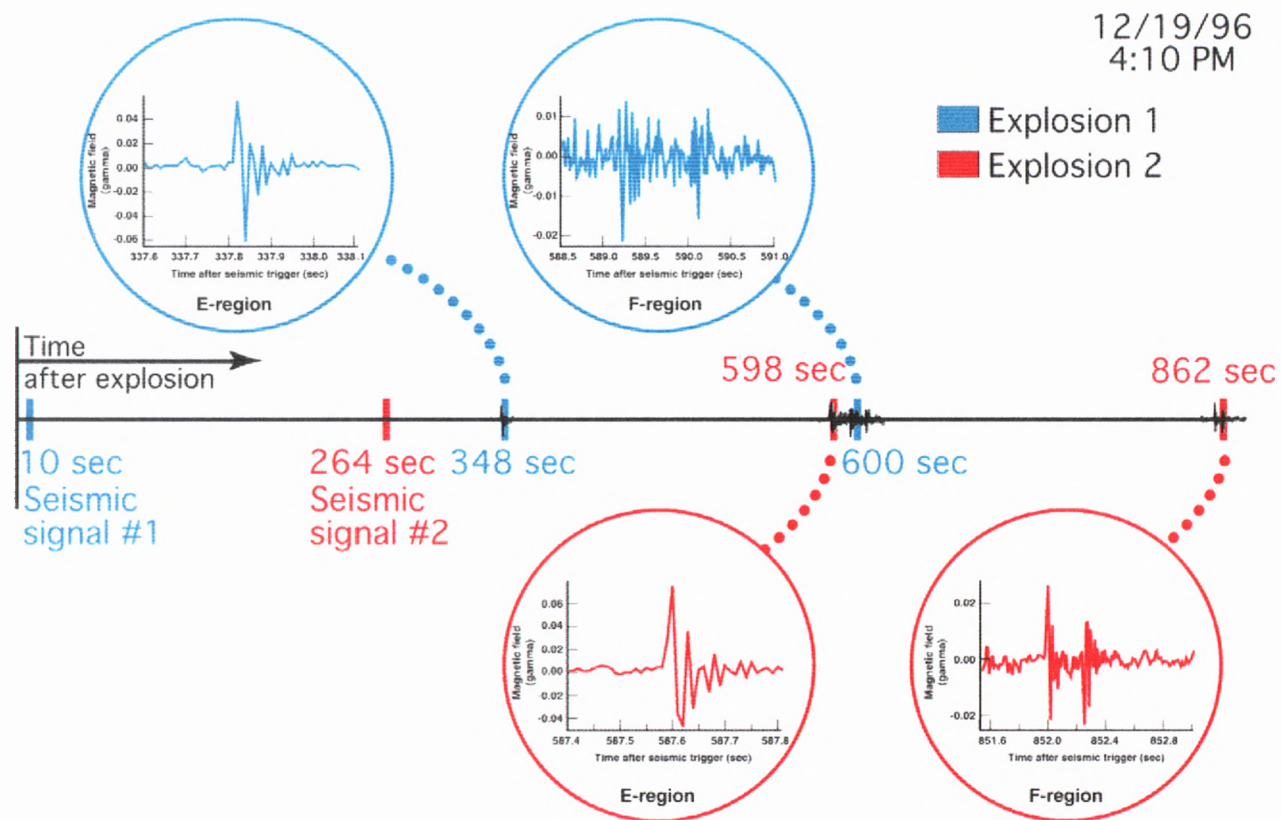 12/19/96
4:10 PM
Explosion 1
Explosion 2
Magnetic field
(gamma)
0.04
0.02
0.00
-0.02
-0.04
-0.06
337.6 337.7 337.8 337.9 338.0 338.1
Time after seismic trigger (sec)
E-region
Magnetic field
(gamma)
0.01
0.00
-0.01
-0.02
588.5 589.0 589.5 590.0 590.5 591.0
Time after seismic trigger (sec)
F-region
Time
after explosion
598 sec
862 sec
10 sec
Seismic
signal #1
264 sec
Seismic
signal #2
348 sec
600 sec
Magnetic field
(gamma)
0.06
0.04
0.02
0.00
-0.02
-0.04
587.4 587.5 587.6 587.7 587.8
Time after seismic trigger (sec)
E-region
Magnetic field
(gamma)
0.02
0.00
-0.02
851.6 852.0 852.4 852.8
Time after seismic trigger (sec)
F-region